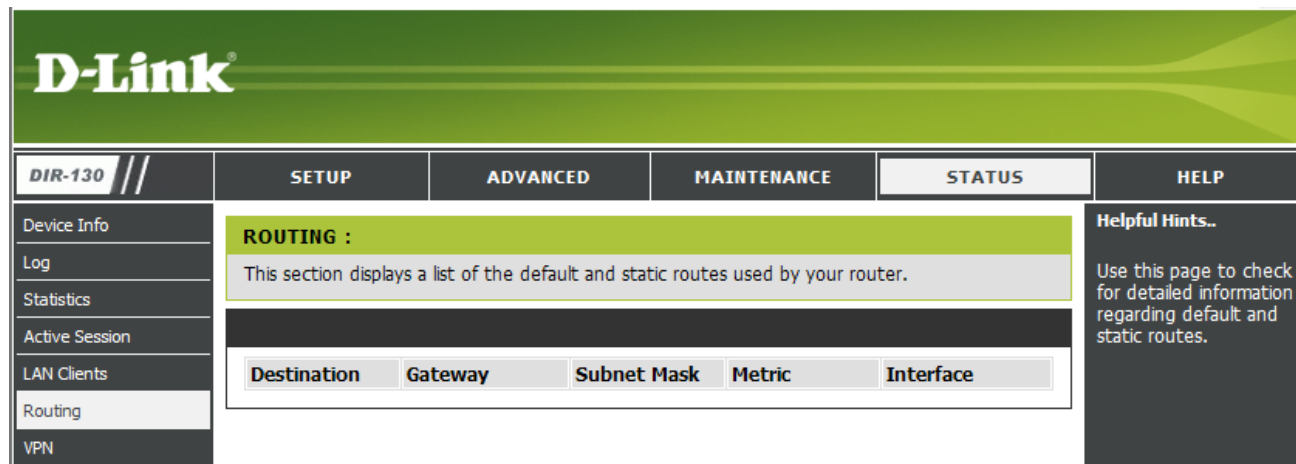 D-Link®
DIR-130
SETUP
ADVANCED
MAINTENANCE
STATUS
HELP
Device Info
Log
Statistics
Active Session
LAN Clients
Routing
VPN
ROUTING :
This section displays a list of the default and static routes used by your router.
Destination Gateway Subnet Mask Metric Interface
Helpful Hints..
Use this page to check
for detailed information
regarding default and
static routes.